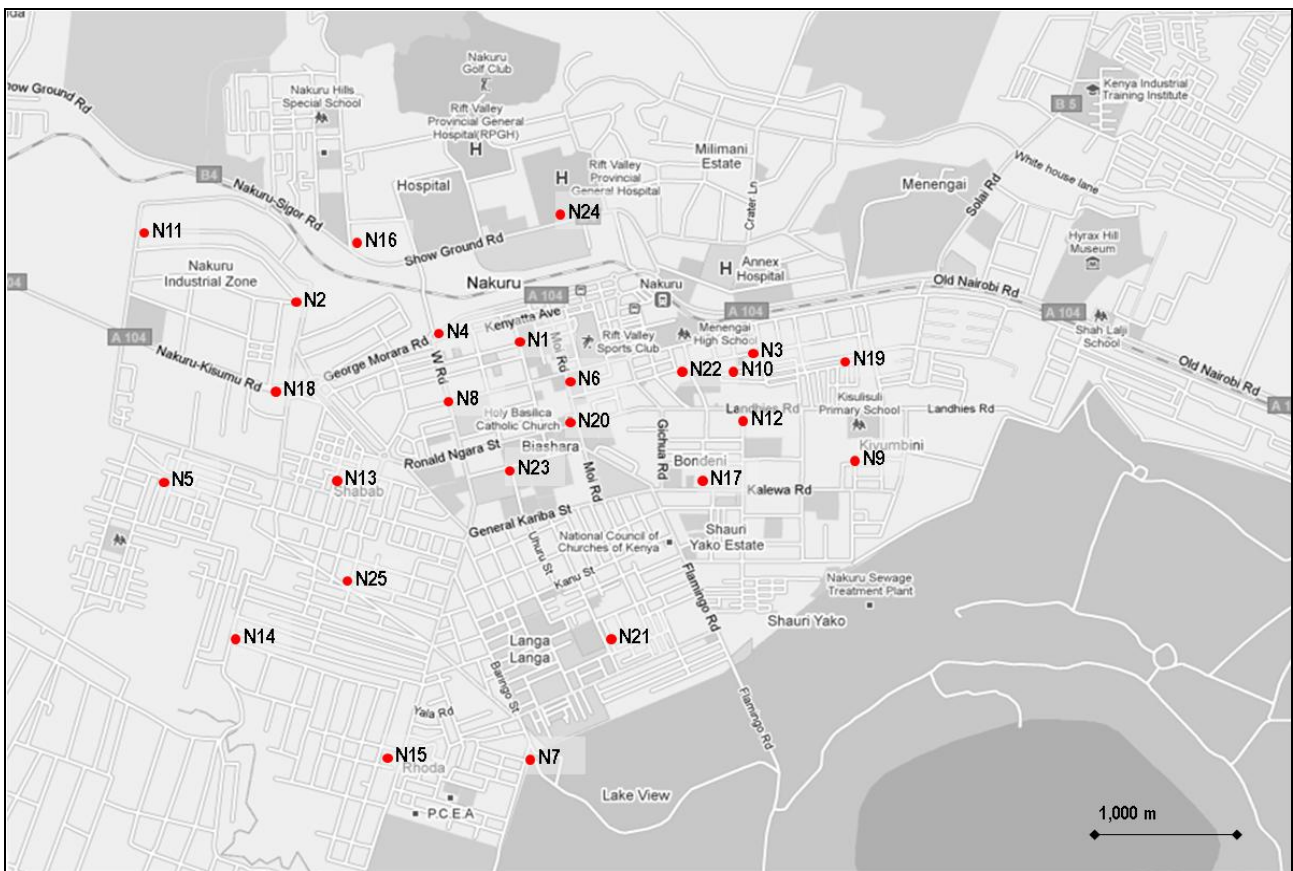 Nakuru
Golf Club
Kenya Industrial
Training Institute
how Ground Rd
Nakuru Hills
Special School
B 5
Rift Valley
Provincial General
Hospital(RPGH)
H
Milimani
Estate
White house lane
Rift Valley
Provincial
General Hospital
H
B4
Nakuru-Sigor Rd
Hospital
Menengai
Solai Rd
Crater Ln
N24
N11
N16
Show Ground Rd
Hyrax Hill
Museum
Nakuru
Industrial Zone
H
Annex
Hospital
04
Nakuru
Nakuru
A 104
Old Nairobi Rd
N2
A 104
A 104
A 104
Kenyatta Ave
N4
N1
Moi Rd
Rift Valley
Sports Club
Menengai
High School
Shah Lalji
School
George Morara Rd
W Rd
N3
N19
Old Nairobi Rd
Nakuru-Kisumu Rd
N18
N6
N22
N10
N8
A 1
Kisulisuli
Primary School
Holy Basilica
Catholic Church
N20
Landhies Rd
Landhies Rd
N12
Gichua Rd
Ronald Ngara St
Biashara
Kivumbini
N23
Moi Rd
Bondeni
N9
N5
N13
Shabab
N17
Kalewa Rd
General Kariba St
National Council of
Churches of Kenya
Shauri
Yako Estate
Uhuru St
Kanu St
Flamingo Rd
N25
Nakuru Sewage
Treatment Plant
Shauri Yako
N14
Langa
Langa
N21
Baringo St
Flamingo Rd
Yala Rd
N15
Rhoda
N7
Lake View
P.C.E.A
1,000 m